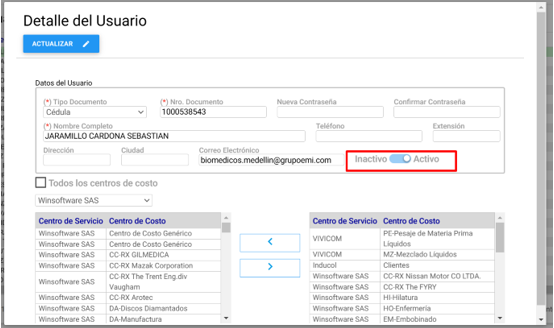 Detalle del Usuario
ACTUALIZAR
Datos del Usuario
(*) Tipo Documento (*) Nro. Documento Nueva Contraseña Confirmar Contraseña
Cédula 1000538543
(*) Nombre Completo Teléfono Extensión
JARAMILLO CARDONA SEBASTIAN
Dirección Ciudad Correo Electrónico
biomedicos.medellin@grupoemi.com Inactivo Activo
Todos los centros de costo
Winsoftware SAS
Centro de Servicio Centro de Costo
Winsoftware SAS Centro de Costo Genérico
Winsoftware SAS Centro de Costo Genérico
Winsoftware SAS CC-RX GILMEDICA
Winsoftware SAS CC-RX Mazak Corporation
Winsoftware SAS CC-RX The Trent Eng.div Vaugham
Winsoftware SAS CC-RX Arotec
Winsoftware SAS DA-Discos Diamantados
Winsoftware SAS DA-Manufactura
Centro de Servicio Centro de Costo
VIVICOM PE-Pesaje de Materia Prima Liquidos
VIVICOM MZ-Mezclado Líquidos
Inducol Clientes
Winsoftware SAS CC-RX Nissan Motor CO LTDA.
Winsoftware SAS CC-RX The FYRY
Winsoftware SAS HI-Hilatura
Winsoftware SAS HO-Enfermería
Winsoftware SAS EM-Embobinado